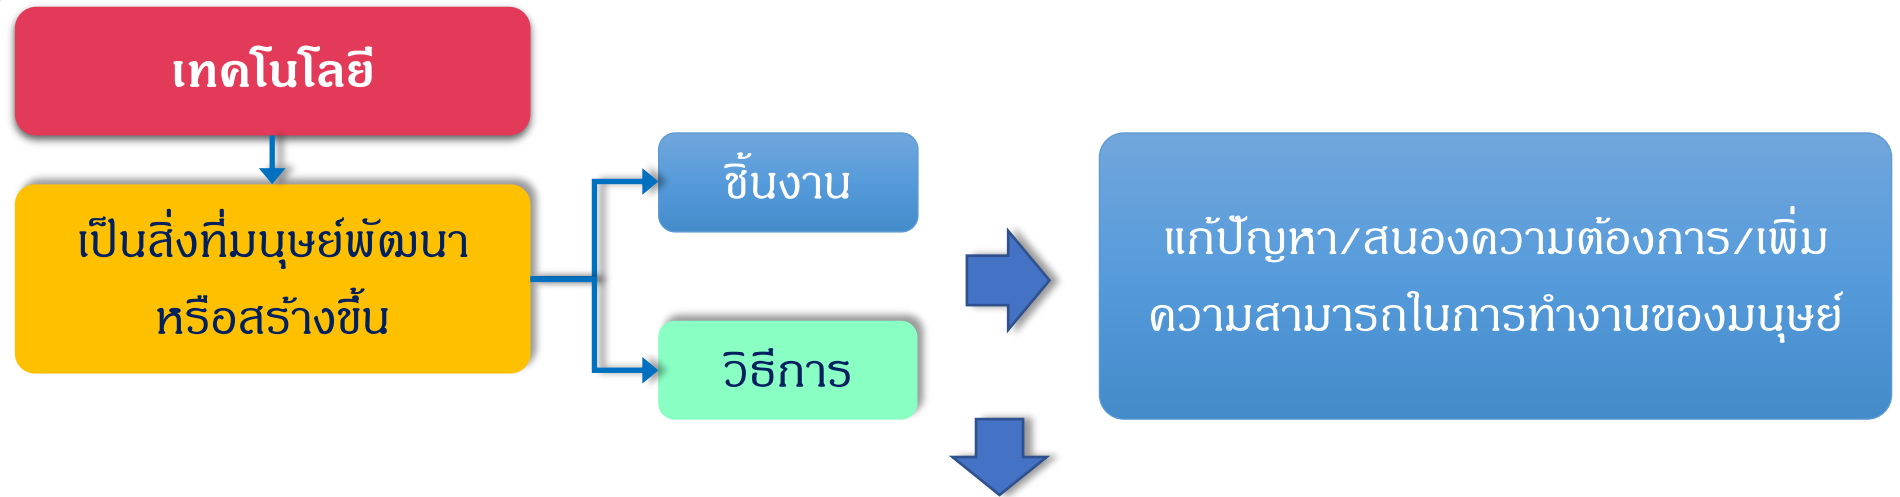 เทคโนโลยี
เป็นสิ่งที่มนุษย์พัฒนา
หรือสร้างขึ้น
ชิ้นงาน
วิธีการ
แก้ปัญหา/สนองความต้องการ/เพิ่ม
ความสามารถในการทำงานของมนุษย์